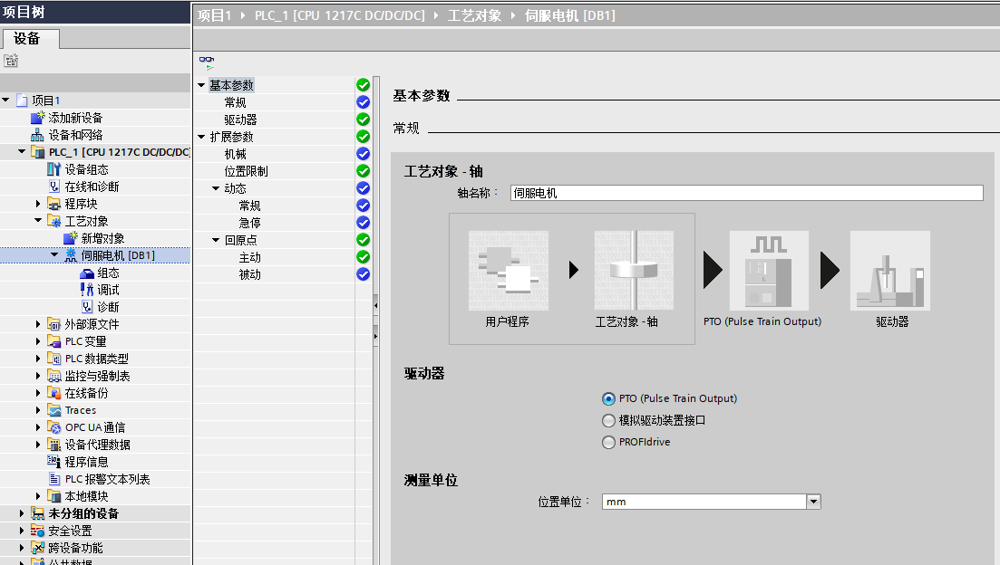 项目树
设备
项目1
添加新设备
设备和网络
PLC_1 [CPU 1217C DC/DC/DC]
设备组态
在线和诊断
程序块
工艺对象
新增对象
伺服电机 [DB1]
组态
调试
诊断
外部源文件
PLC 变量
PLC 数据类型
监控与强制表
在线备份
Traces
OPC UA 通信
设备代理数据
程序信息
PLC 报警文本列表
本地模块
未分组的设备
安全设置
跨设备功能
公共数据
项目1 PLC_1 [CPU 1217C DC/DC/DC] 工艺对象 伺服电机 [DB1]
基本参数
常规
驱动器
扩展参数
机械
位置限制
动态
常规
急停
回原点
主动
被动
基本参数
常规
工艺对象 - 轴
轴名称： 伺服电机
用户程序 工艺对象 -轴 PTO (Pulse Train Output) 驱动器
驱动器
PTO (Pulse Train Output)
模拟驱动装置接口
PROFIdrive
测量单位
位置单位： mm